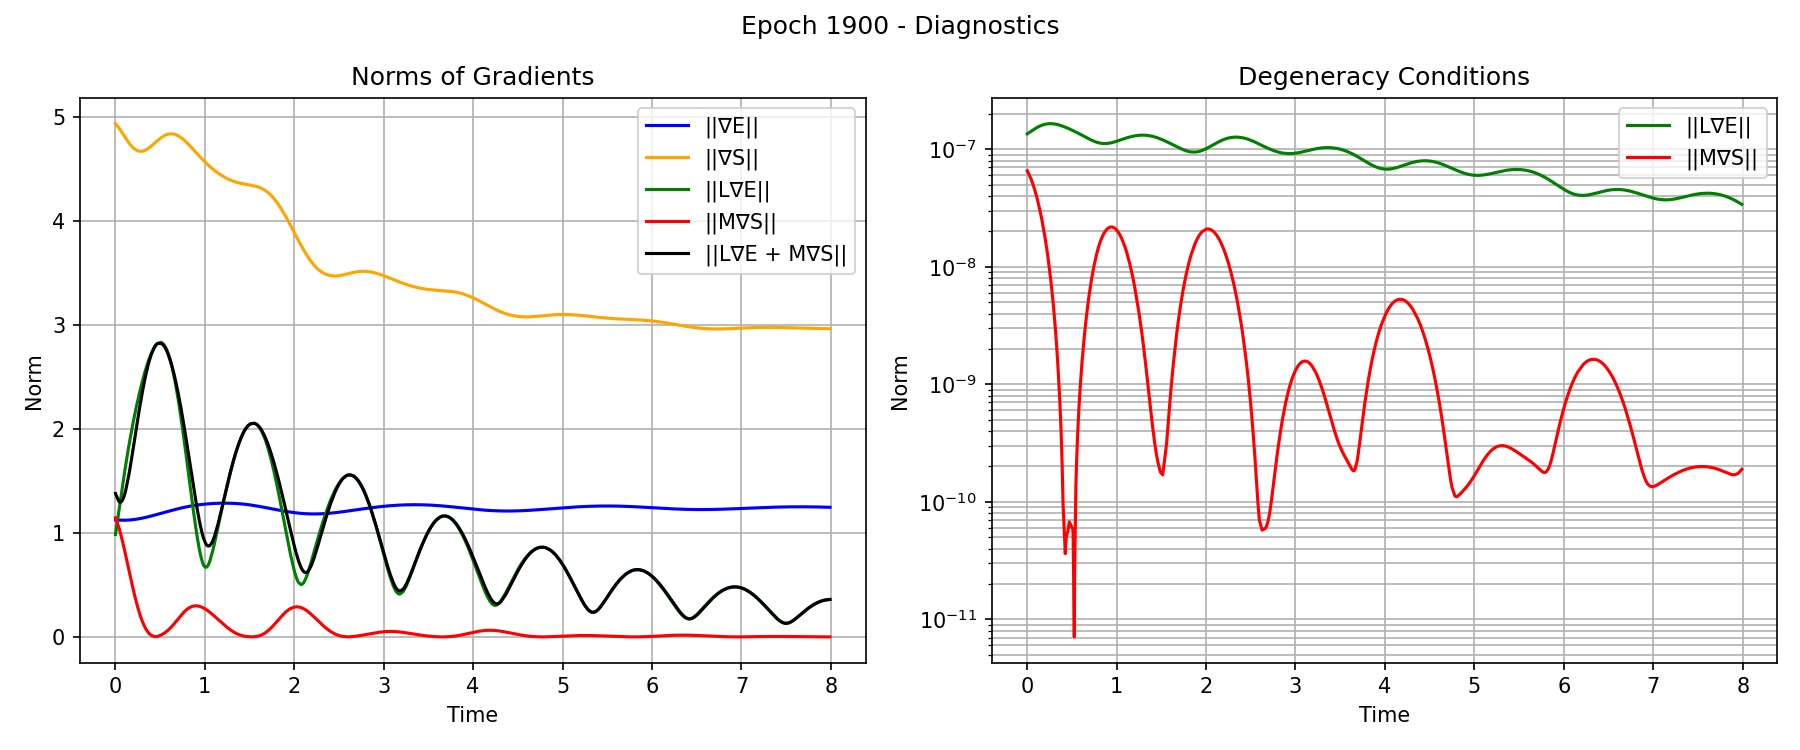 Epoch 1900 - Diagnostics
Norms of Gradients
Norm
5
4
3
2
1
0
0 1 2 3 4 5 6 7 8
Time
||∇E||
||∇S||
||L∇E||
||M∇S||
||L∇E + M∇S||
Degeneracy Conditions
Norm
10⁻⁷
10⁻⁸
10⁻⁹
10⁻¹⁰
10⁻¹¹
0 1 2 3 4 5 6 7 8
Time
||L∇E||
||M∇S||